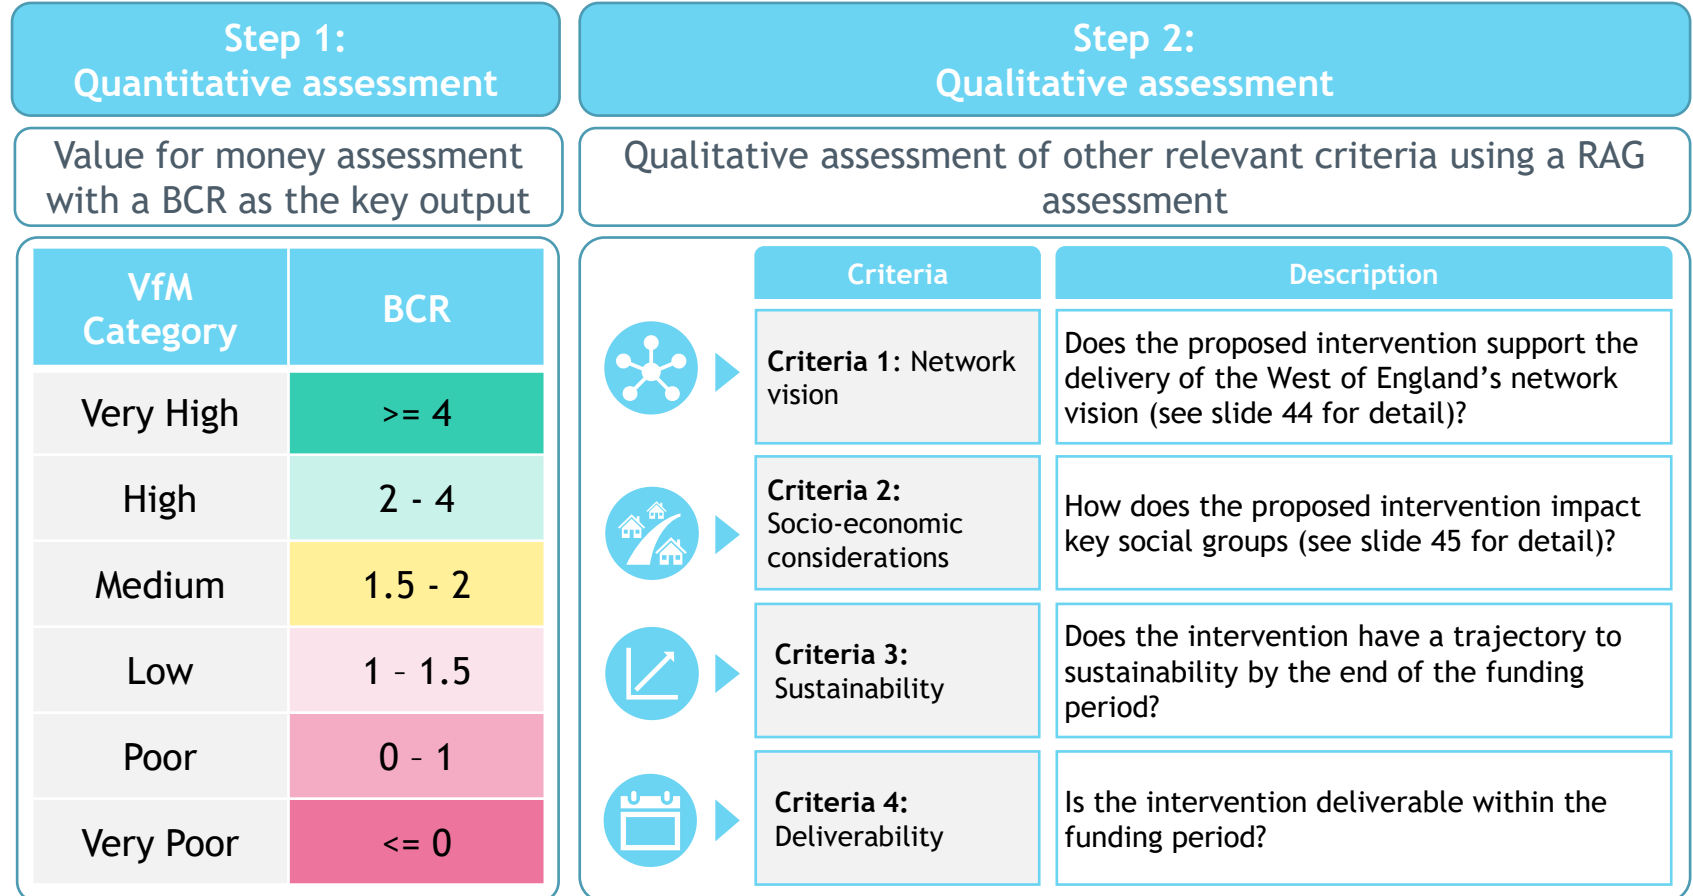 Step 1:
Quantitative assessment
Value for money assessment
with a BCR as the key output
VfM
Category
BCR
Very High
>= 4
High
2 - 4
Medium
1.5 - 2
Low
1 – 1.5
Poor
0 – 1
Very Poor
<= 0
Step 2:
Qualitative assessment
Qualitative assessment of other relevant criteria using a RAG
assessment
Criteria
Description
Criteria 1: Network
vision
Does the proposed intervention support the
delivery of the West of England’s network
vision (see slide 44 for detail)?
Criteria 2:
Socio-economic
considerations
How does the proposed intervention impact
key social groups (see slide 45 for detail)?
Criteria 3:
Sustainability
Does the intervention have a trajectory to
sustainability by the end of the funding
period?
Criteria 4:
Deliverability
Is the intervention deliverable within the
funding period?